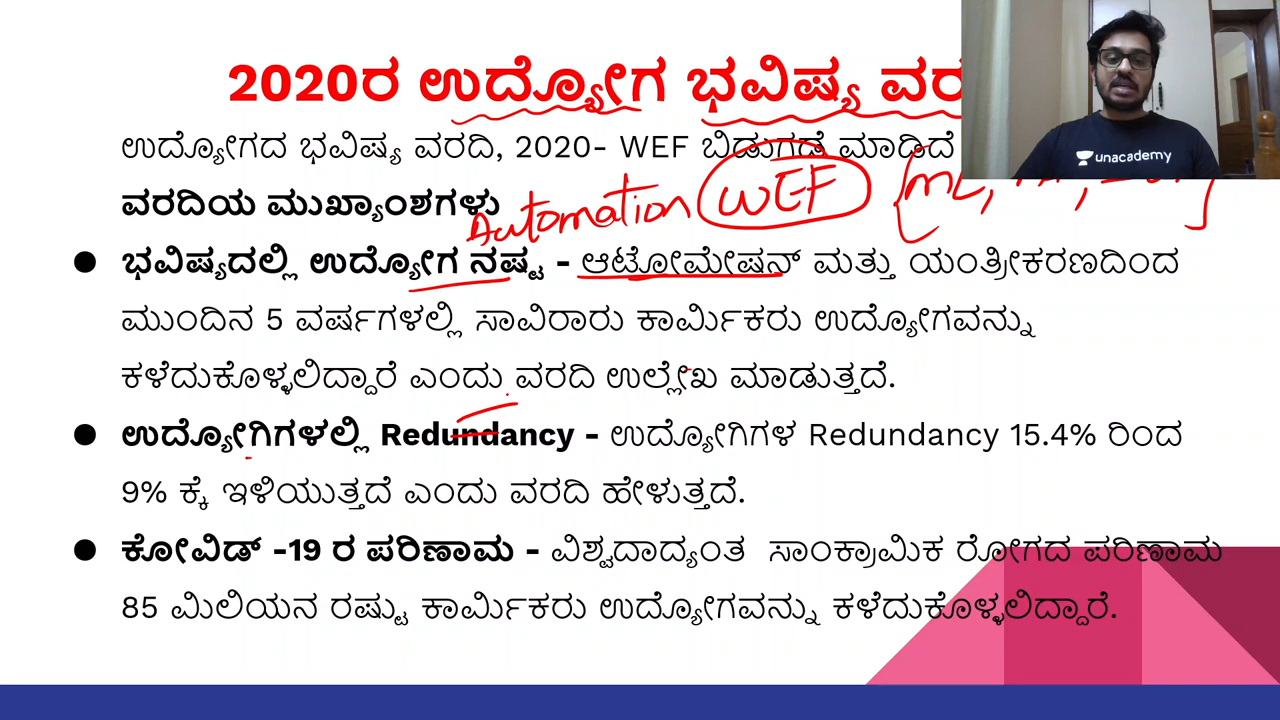 2020ರ ಉದ್ಯೋಗ ಭವಿಷ್ಯ ವರ
unacademy
ಉದ್ಯೋಗದ ಭವಿಷ್ಯ ವರದಿ, 2020- WEF ಬಿಡುಗಡೆ ಮಾಡಿದೆ
ವರದಿಯ ಮುಖ್ಯಾಂಶಗಳು
Automation WEF
● ಭವಿಷ್ಯದಲ್ಲಿ ಉದ್ಯೋಗ ನಷ್ಟ - ಆಟೋಮೇಷನ್ ಮತ್ತು ಯಂತ್ರೀಕರಣದಿಂದ
ಮುಂದಿನ 5 ವರ್ಷಗಳಲ್ಲಿ ಸಾವಿರಾರು ಕಾರ್ಮಿಕರು ಉದ್ಯೋಗವನ್ನು
ಕಳೆದುಕೊಳ್ಳಲಿದ್ದಾರೆ ಎಂದು ವರದಿ ಉಲ್ಲೇಖ ಮಾಡುತ್ತದೆ.
● ಉದ್ಯೋಗಿಗಳಲ್ಲಿ Redundancy - ಉದ್ಯೋಗಿಗಳ Redundancy 15.4% ರಿಂದ
9% ಕ್ಕೆ ಇಳಿಯುತ್ತದೆ ಎಂದು ವರದಿ ಹೇಳುತ್ತದೆ.
● ಕೋವಿಡ್ -19 ರ ಪರಿಣಾಮ - ವಿಶ್ವದಾದ್ಯಂತ ಸಾಂಕ್ರಾಮಿಕ ರೋಗದ ಪರಿಣಾಮ
85 ಮಿಲಿಯನ ರಷ್ಟು ಕಾರ್ಮಿಕರು ಉದ್ಯೋಗವನ್ನು ಕಳೆದುಕೊಳ್ಳಲಿದ್ದಾರೆ.